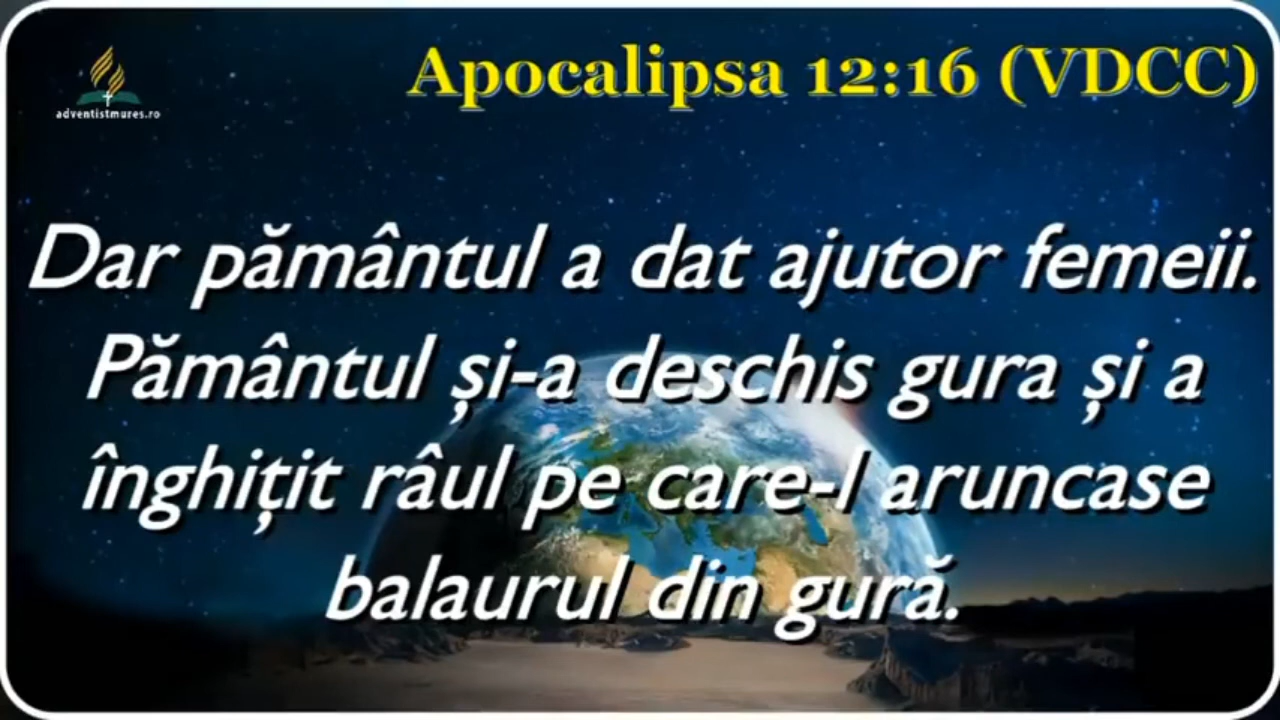 adventistmures.ro
Apocalipsa 12:16 (VDCC)
Dar pământul a dat ajutor femeii.
Pământul și-a deschis gura și a
înghițit râul pe care-l aruncase
balaurul din gură.